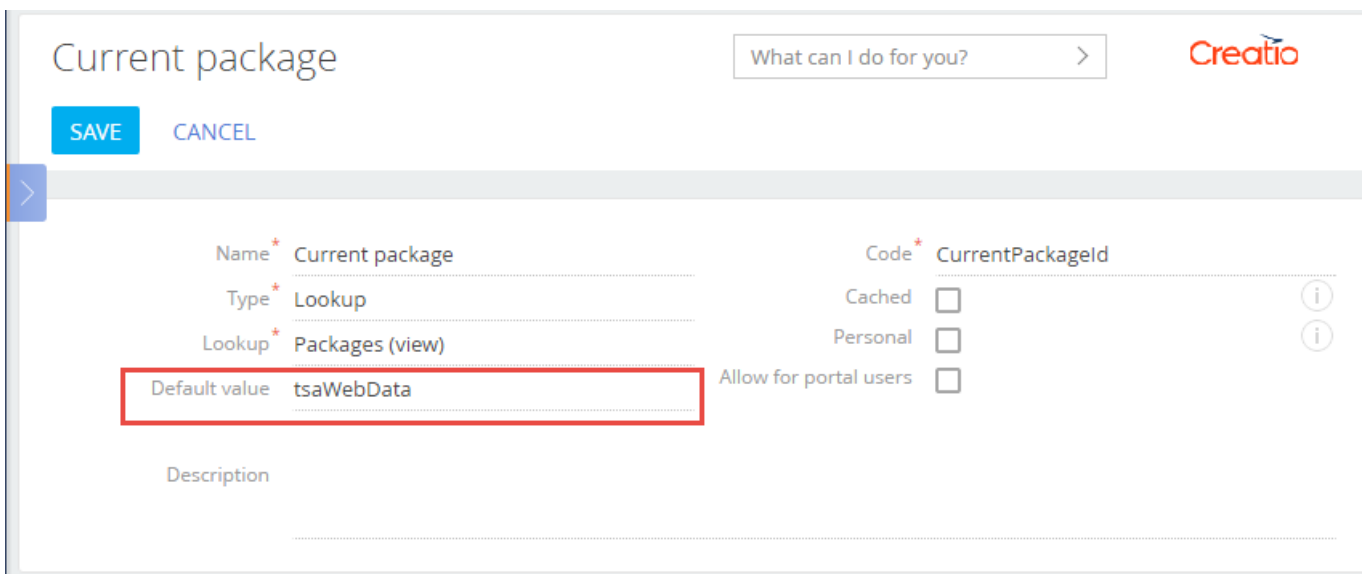 Current package
What can I do for you?
Creatio
SAVE CANCEL
Name* Current package
Code* CurrentPackageId
Type* Lookup
Cached
Lookup* Packages (view)
Personal
Default value tsaWebData
Allow for portal users
Description